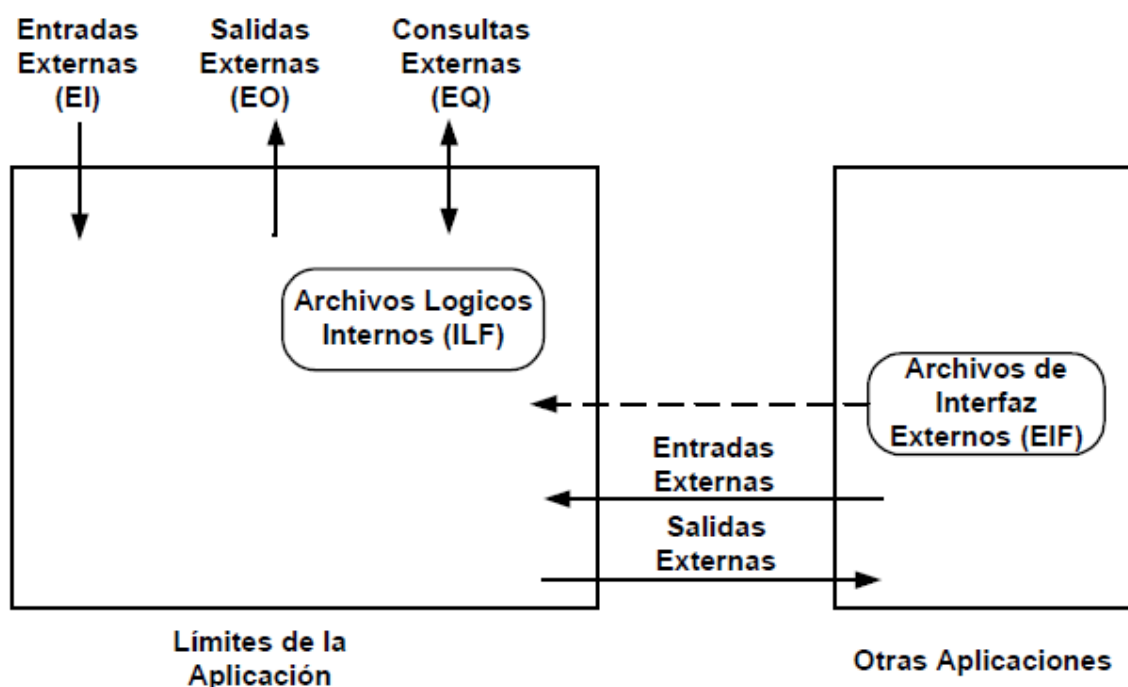 Entradas
Externas
(EI)
Salidas
Externas
(EO)
Consultas
Externas
(EQ)
Archivos Logicos
Internos (ILF)
Archivos de
Interfaz
Externos (EIF)
Entradas
Externas
Salidas
Externas
Límites de la
Aplicación
Otras Aplicaciones